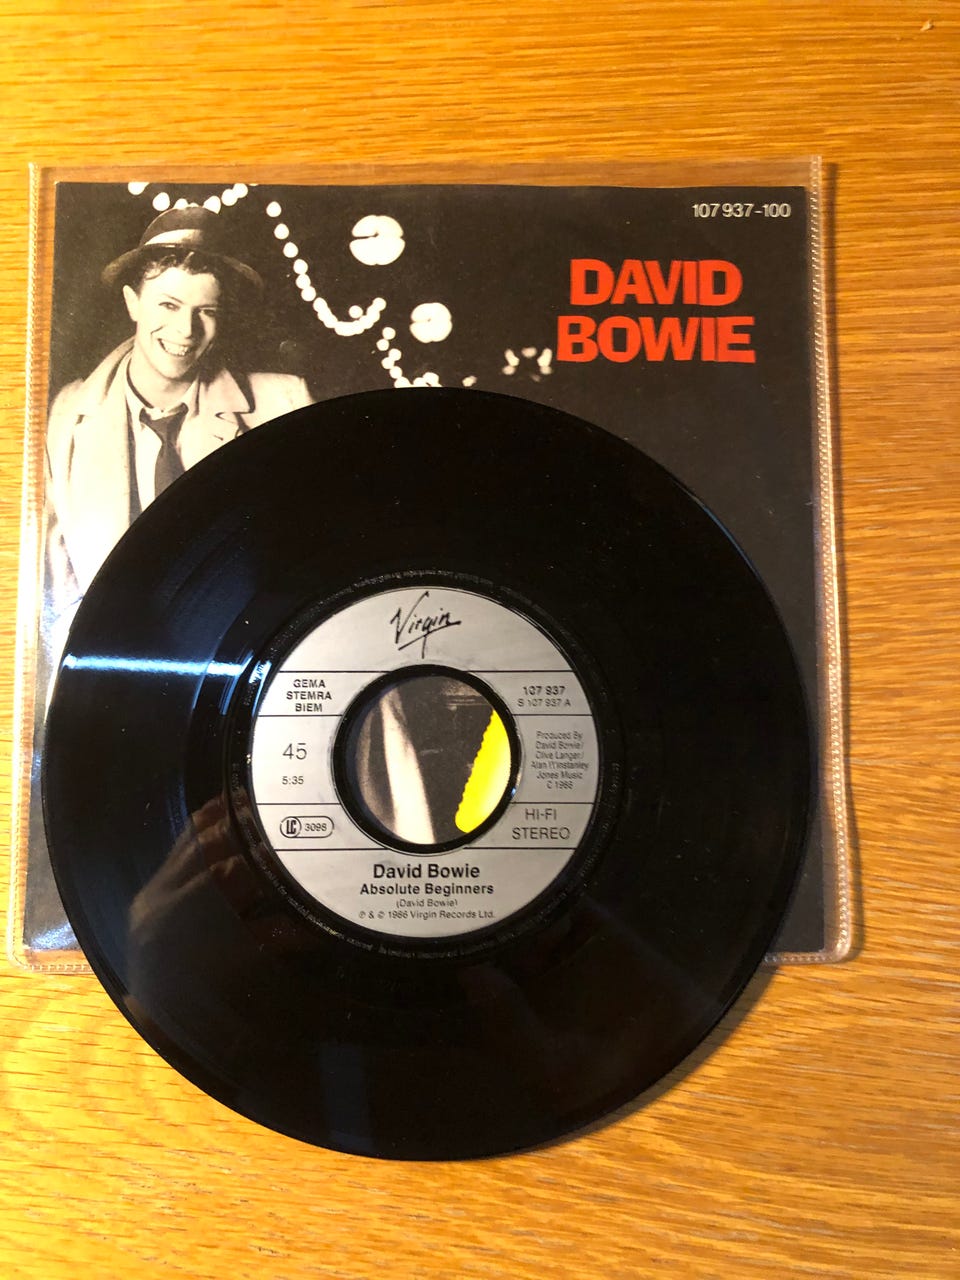 107 937-100
DAVID
BOWIE
Virgin
GEMA
STEMRA
BIEM
107 937
S 107 937 A
45
5:35
Produced By
David Bowie/
Clive Langer/
Alan Winstanley
Jones Music
C 1986
LC 3098
HI-FI
STEREO
David Bowie
Absolute Beginners
(David Bowie)
℗ & © 1986 Virgin Records Ltd.